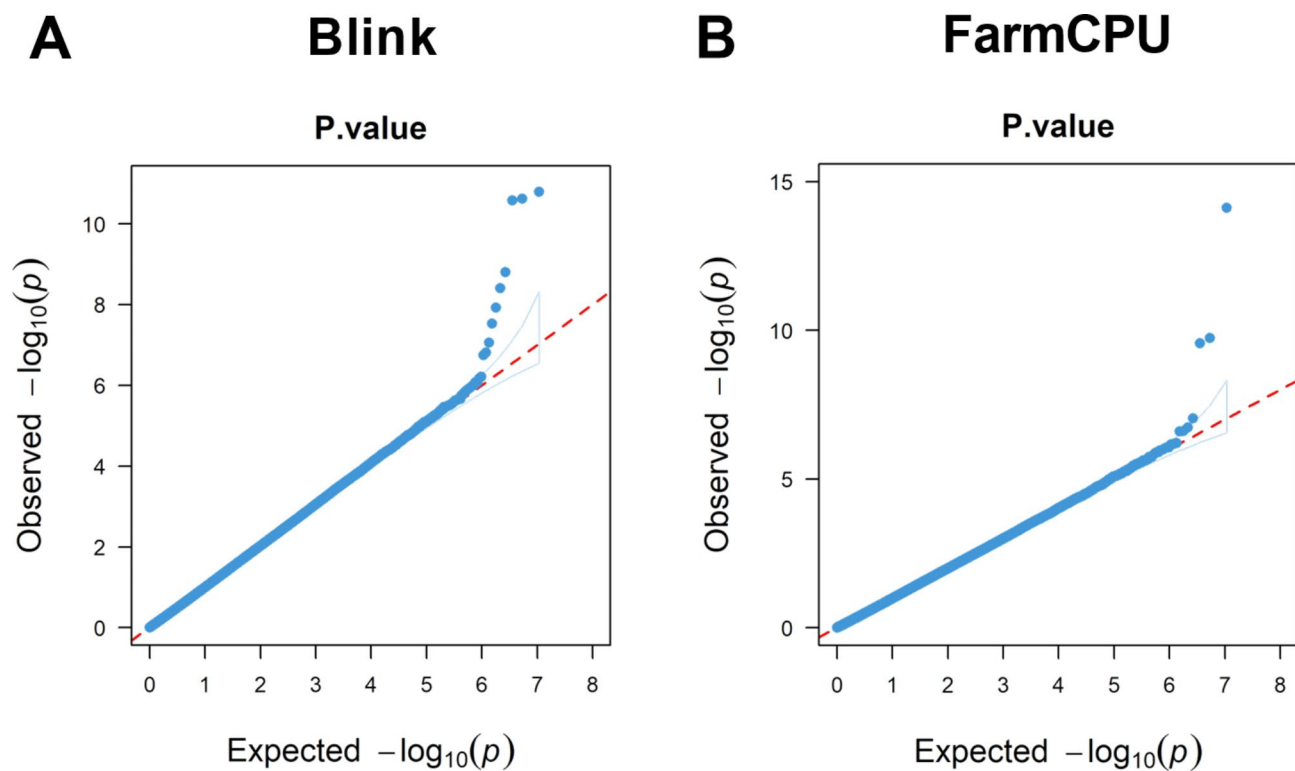 A Blink
P.value
Observed −log₁₀(p)
10
8
6
4
2
0
0 1 2 3 4 5 6 7 8
Expected −log₁₀(p)
B FarmCPU
P.value
Observed −log₁₀(p)
15
10
5
0
0 1 2 3 4 5 6 7 8
Expected −log₁₀(p)